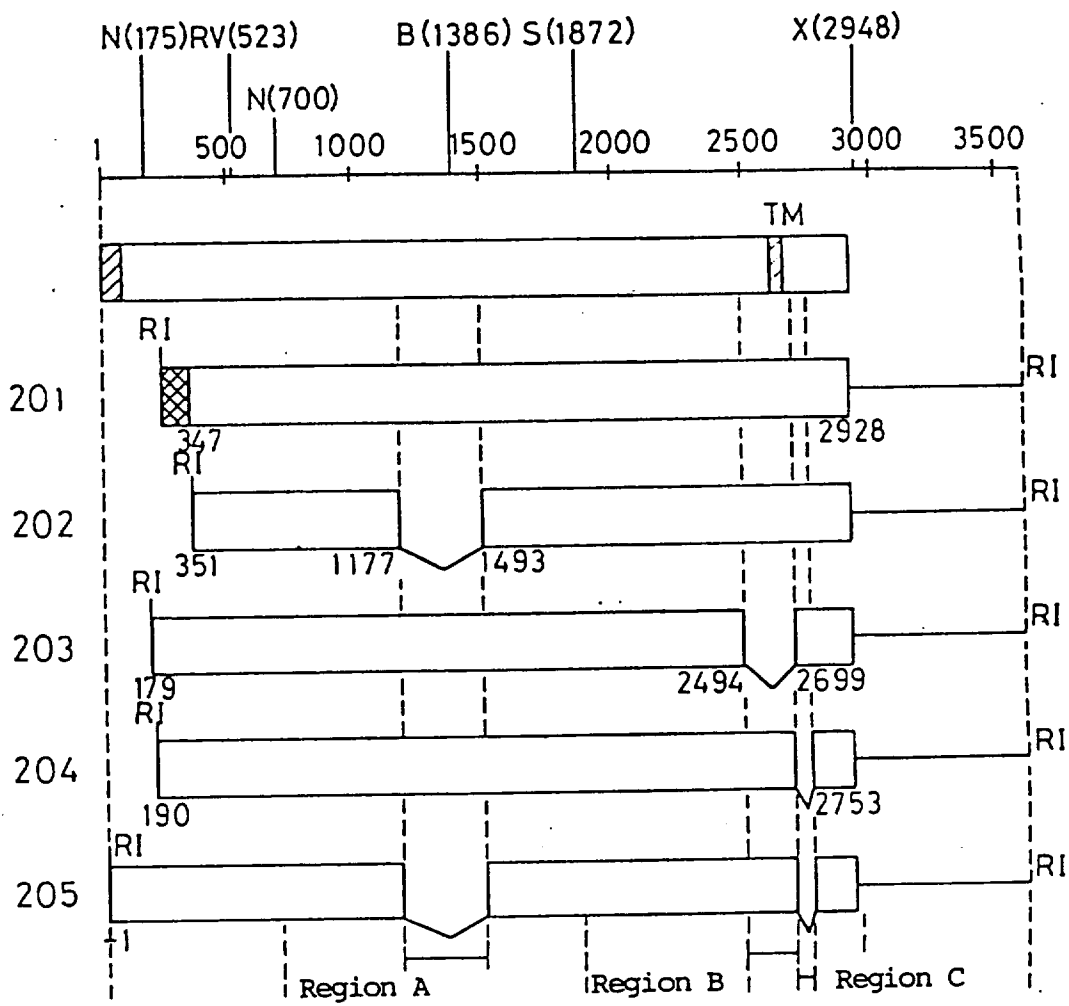 N(175) RV(523) B(1386) S(1872) X(2948)
N(700)
1 500 1000 1500 2000 2500 3000 3500
TM
RI
201 RI
347 2928
RI
202 RI
351 1177 1493
RI
203 RI
179 2494 2699
RI
204 RI
190 2753
RI
205 RI
-1
Region A Region B Region C